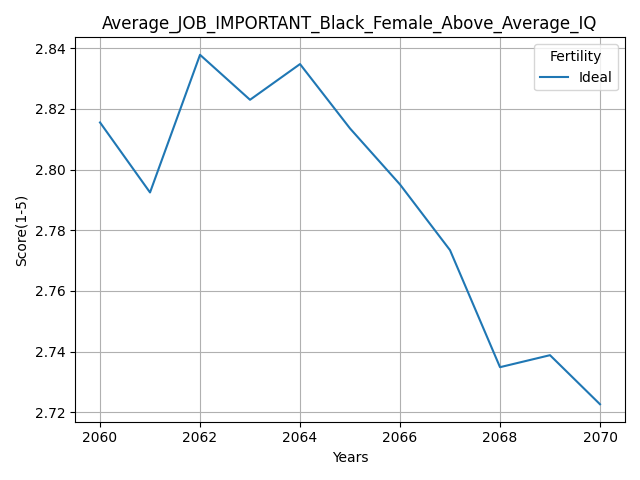 Average_JOB_IMPORTANT_Black_Female_Above_Average_IQ
Fertility
Ideal
2.84
2.82
2.80
2.78
2.76
2.74
2.72
Score(1-5)
2060
2062
2064
2066
2068
2070
Years